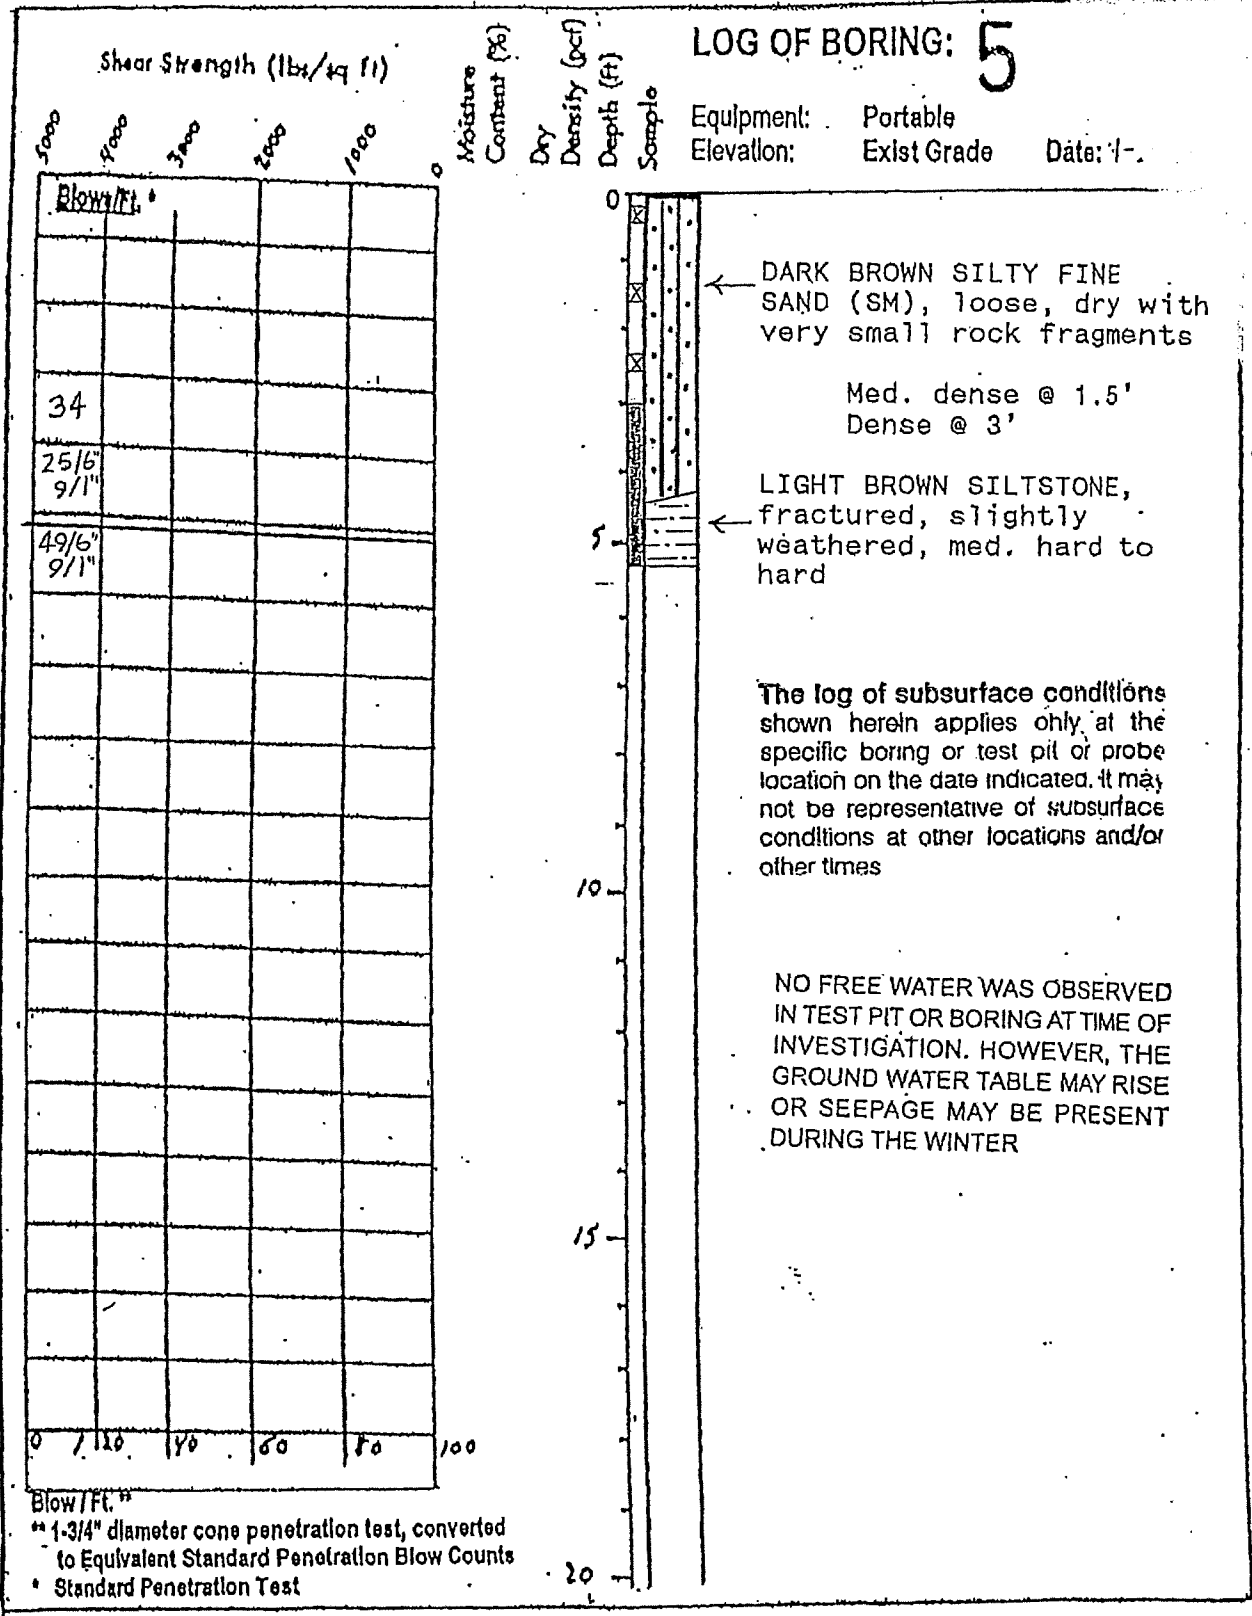 LOG OF BORING: 5
Equipment: Portable
Elevation: Exist Grade Date: 1-
Shear Strength (lbs/sq ft)
5000 4000 3000 2000 1000 0
Moisture Content (%)
Dry Density (pcf)
Depth (ft)
Sample
Blows/Ft. *
34
25/6"
9/1"
49/6"
9/1"
0
5
10
15
20
DARK BROWN SILTY FINE
SAND (SM), loose, dry with
very small rock fragments
Med. dense @ 1.5'
Dense @ 3'
LIGHT BROWN SILTSTONE,
fractured, slightly
weathered, med. hard to
hard
The log of subsurface conditions
shown herein applies only at the
specific boring or test pit or probe
location on the date indicated. It may
not be representative of subsurface
conditions at other locations and/or
other times
NO FREE WATER WAS OBSERVED
IN TEST PIT OR BORING AT TIME OF
INVESTIGATION. HOWEVER, THE
GROUND WATER TABLE MAY RISE
OR SEEPAGE MAY BE PRESENT
DURING THE WINTER
0 20 40 60 80 100
Blow / Ft. **
** 1-3/4" diameter cone penetration test, converted
to Equivalent Standard Penetration Blow Counts
* Standard Penetration Test